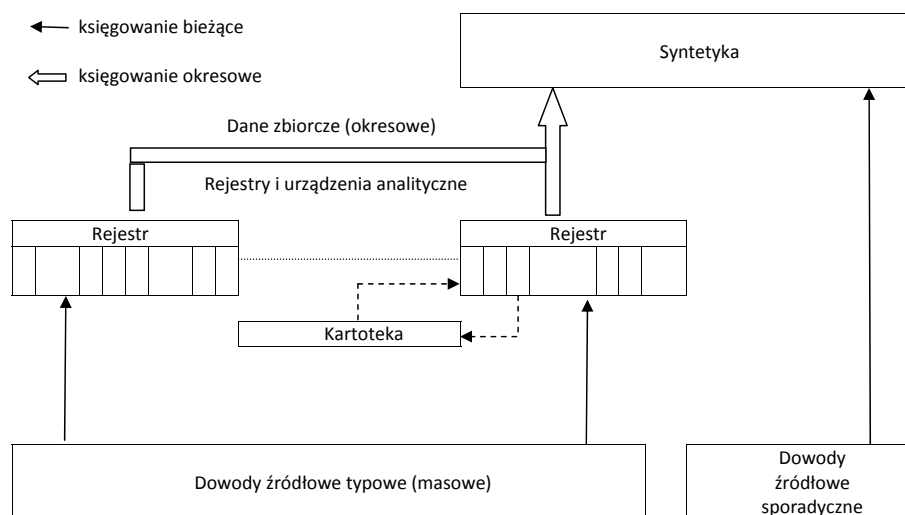 księgowanie bieżące
Syntetyka
księgowanie okresowe
Dane zbiorcze (okresowe)
Rejestry i urządzenia analityczne
Rejestr
Rejestr
Kartoteka
Dowody źródłowe typowe (masowe)
Dowody
źródłowe
sporadyczne